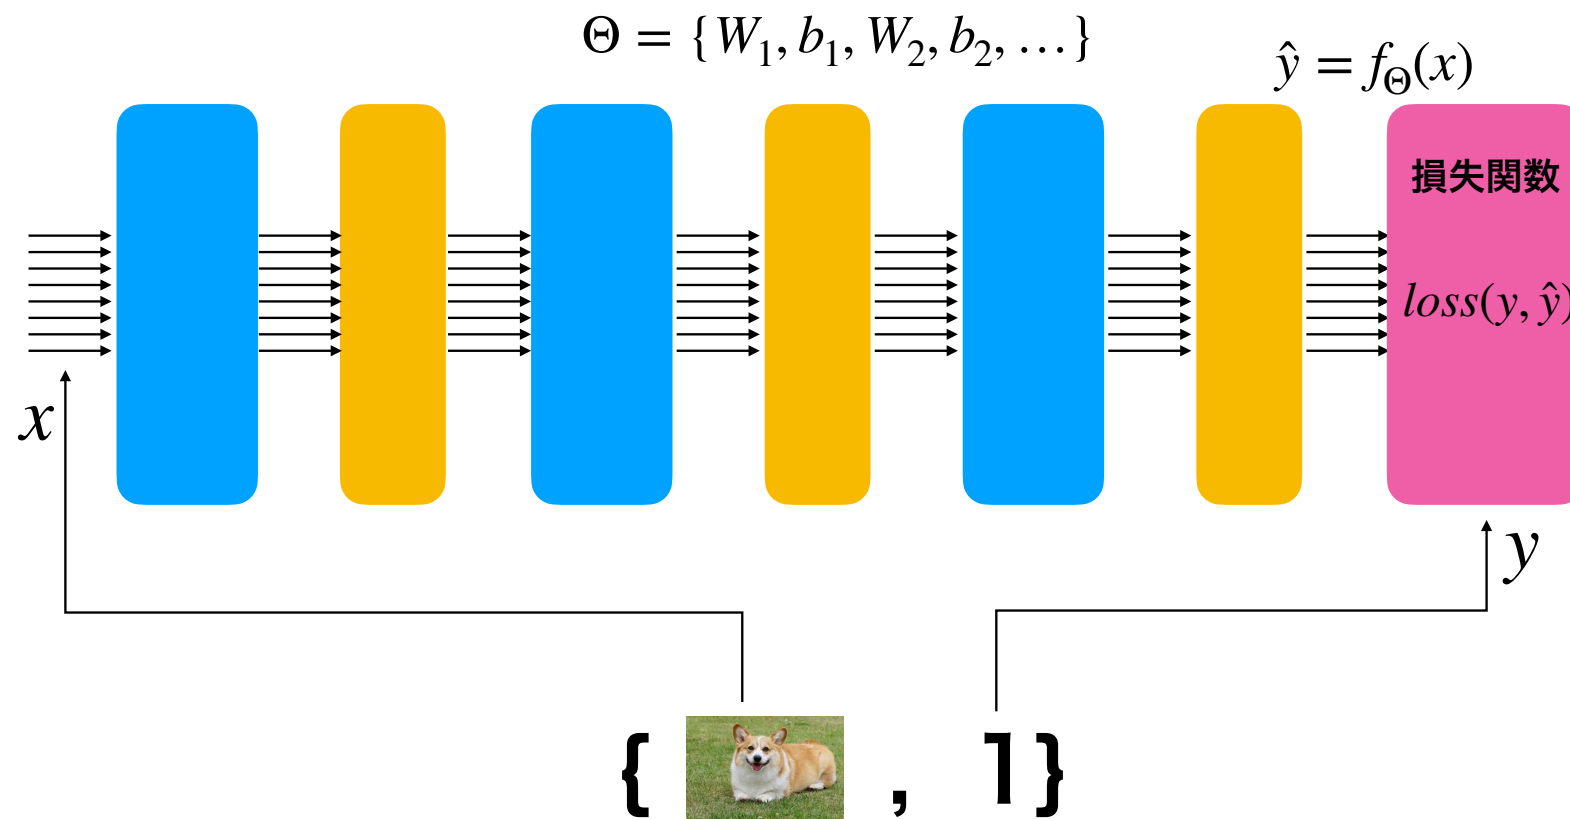 Θ = {W₁, b₁, W₂, b₂, …}
ŷ = f_Θ(x)
損失関数
loss(y, ŷ)
x
y
{ , 1}